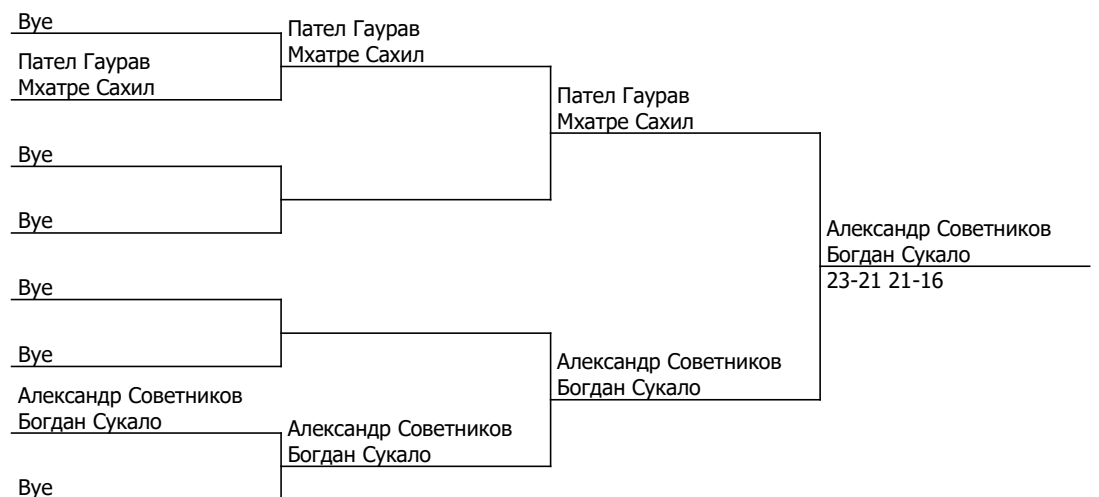 Bye
Пател Гаурав
Мхатре Сахил
Bye
Bye
Bye
Bye
Александр Советников
Богдан Сукало
Bye
Пател Гаурав
Мхатре Сахил
Александр Советников
Богдан Сукало
Пател Гаурав
Мхатре Сахил
Александр Советников
Богдан Сукало
Александр Советников
Богдан Сукало
23-21 21-16